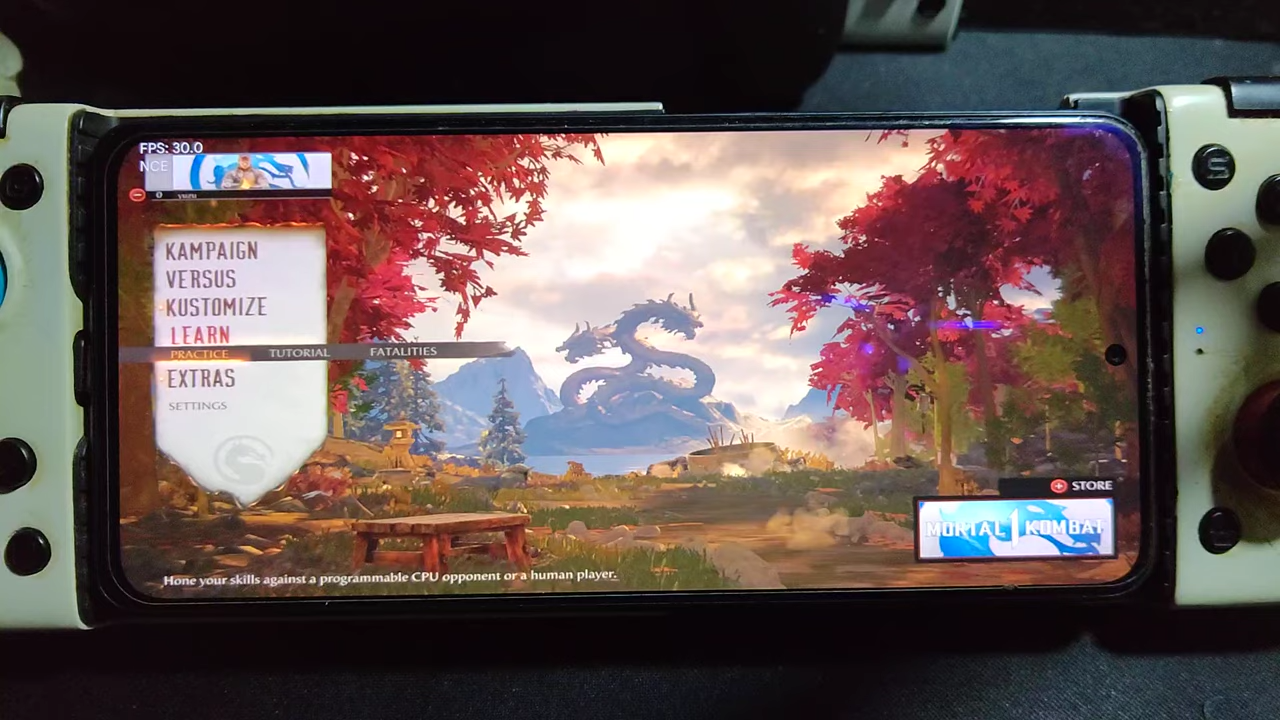 FPS: 30.0
NCE
0
KAMPAIGN
VERSUS
KUSTOMIZE
LEARN
PRACTICE TUTORIAL FATALITIES
EXTRAS
SETTINGS
STORE
MORTAL 1 KOMBAT
Hone your skills against a programmable CPU opponent or a human player.
S